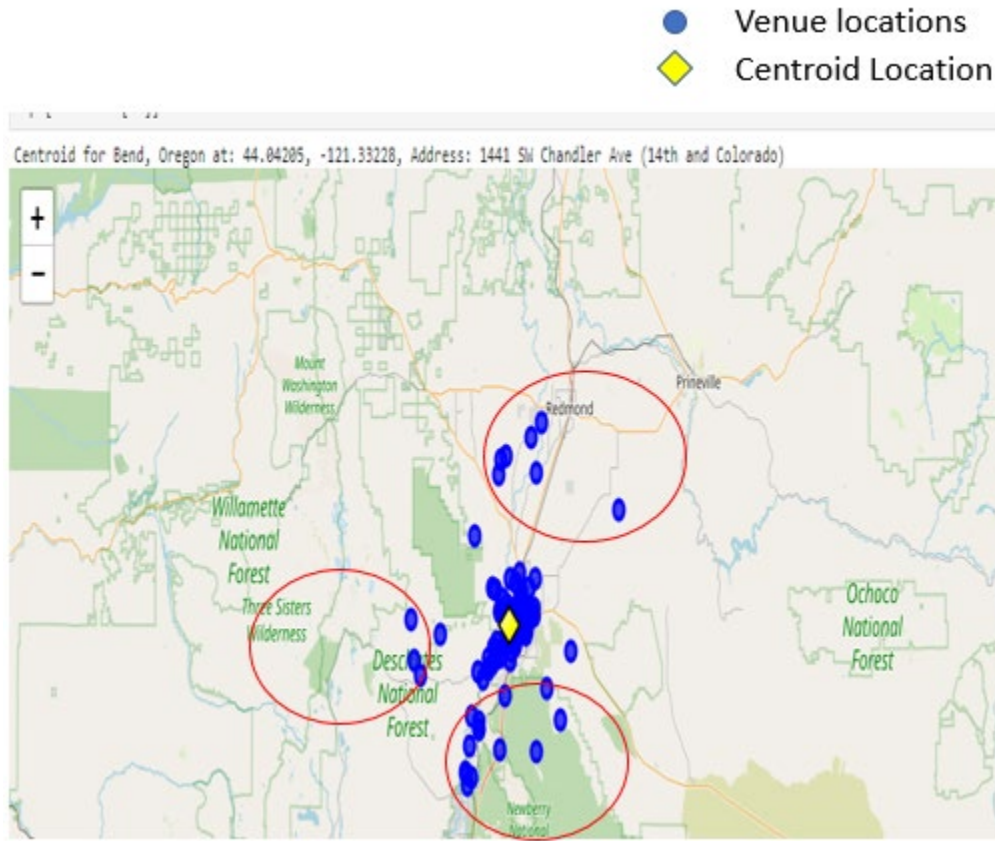 Venue locations
Centroid Location
Centroid for Bend, Oregon at: 44.04205, -121.33228, Address: 1441 SW Chandler Ave (14th and Colorado)
+
−
Mount
Washington
Wilderness
Prineville
Redmond
Willamette
National
Forest
Three Sisters
Wilderness
Ochoco
National
Forest
Deschutes
National
Forest
Newberry
National